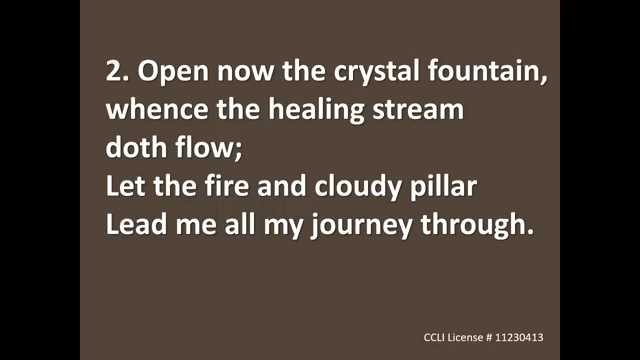 2. Open now the crystal fountain,
whence the healing stream
doth flow;
Let the fire and cloudy pillar
Lead me all my journey through.
CCLI License # 11230413